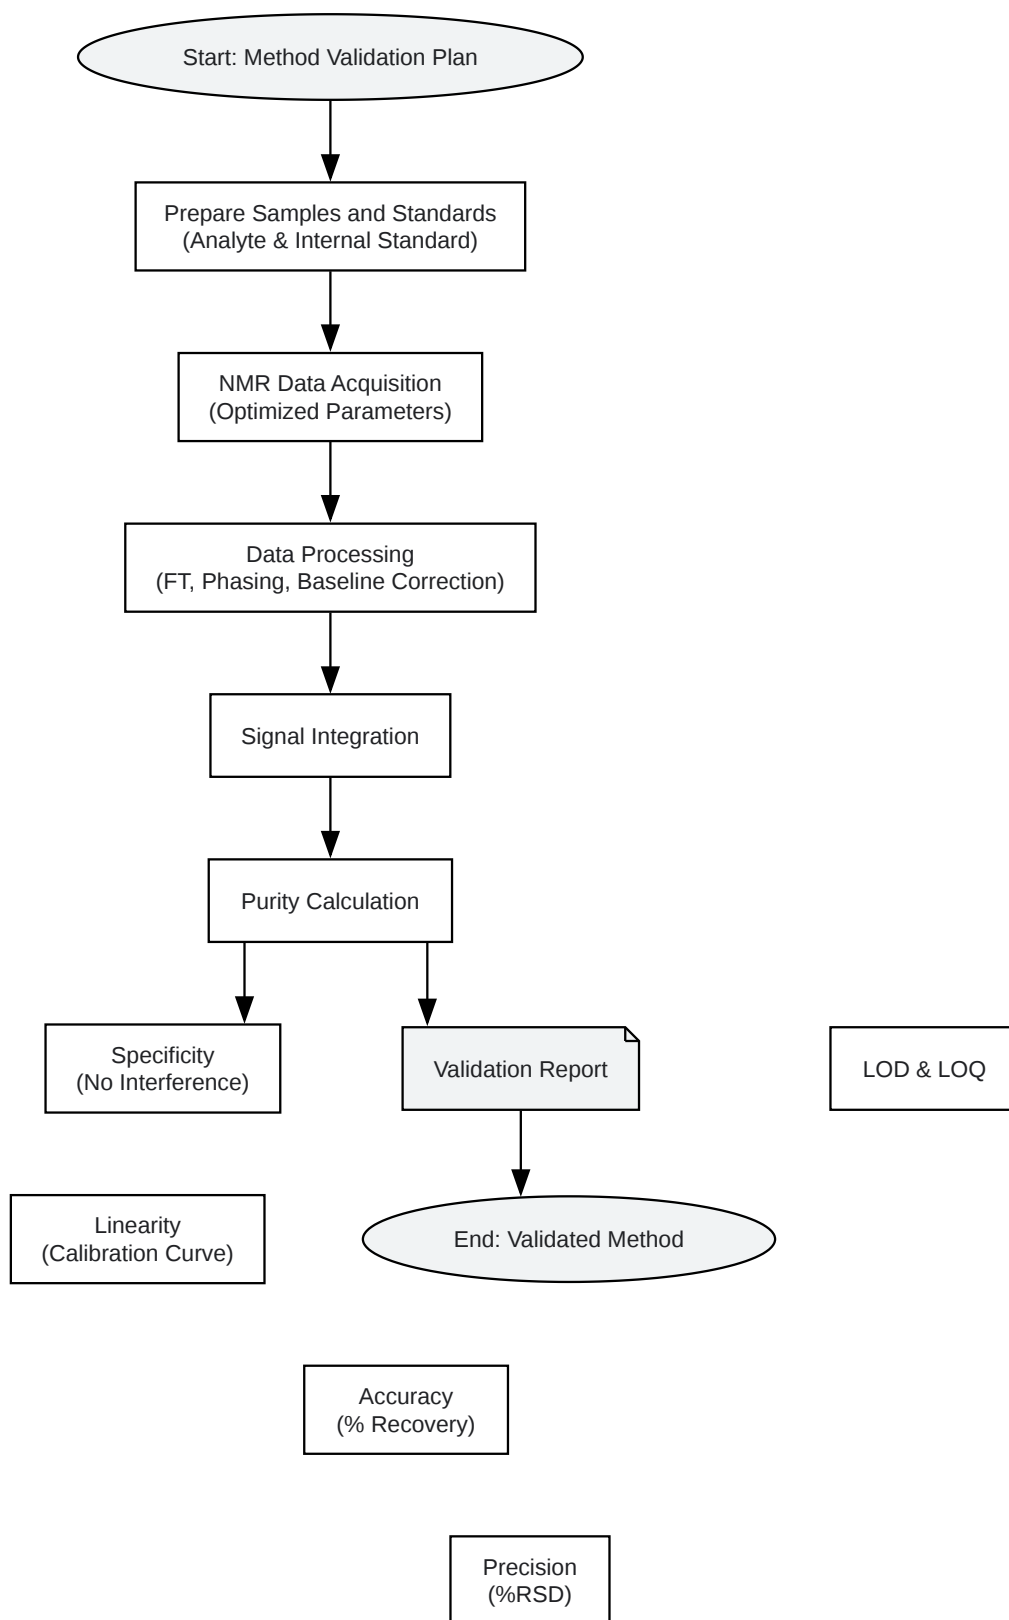 Start: Method Validation Plan
Prepare Samples and Standards
(Analyte & Internal Standard)
NMR Data Acquisition
(Optimized Parameters)
Data Processing
(FT, Phasing, Baseline Correction)
Signal Integration
Purity Calculation
Specificity
(No Interference)
Validation Report
LOD & LOQ
Linearity
(Calibration Curve)
End: Validated Method
Accuracy
(% Recovery)
Precision
(%RSD)